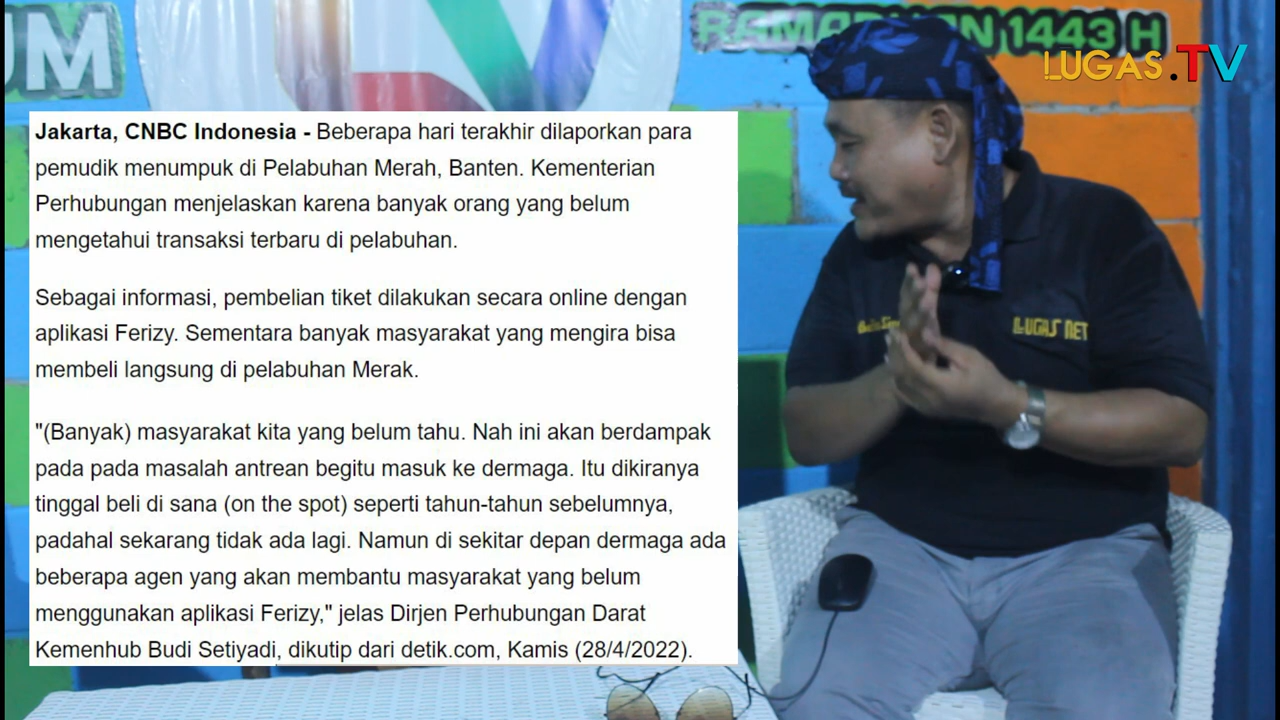 UM
RAMADHAN 1443 H
LUGAS.TV
Jakarta, CNBC Indonesia - Beberapa hari terakhir dilaporkan para
pemudik menumpuk di Pelabuhan Merah, Banten. Kementerian
Perhubungan menjelaskan karena banyak orang yang belum
mengetahui transaksi terbaru di pelabuhan.
Sebagai informasi, pembelian tiket dilakukan secara online dengan
aplikasi Ferizy. Sementara banyak masyarakat yang mengira bisa
membeli langsung di pelabuhan Merak.
"(Banyak) masyarakat kita yang belum tahu. Nah ini akan berdampak
pada pada masalah antrean begitu masuk ke dermaga. Itu dikiranya
tinggal beli di sana (on the spot) seperti tahun-tahun sebelumnya,
padahal sekarang tidak ada lagi. Namun di sekitar depan dermaga ada
beberapa agen yang akan membantu masyarakat yang belum
menggunakan aplikasi Ferizy," jelas Dirjen Perhubungan Darat
Kemenhub Budi Setiyadi, dikutip dari detik.com, Kamis (28/4/2022).
LUGAS NET